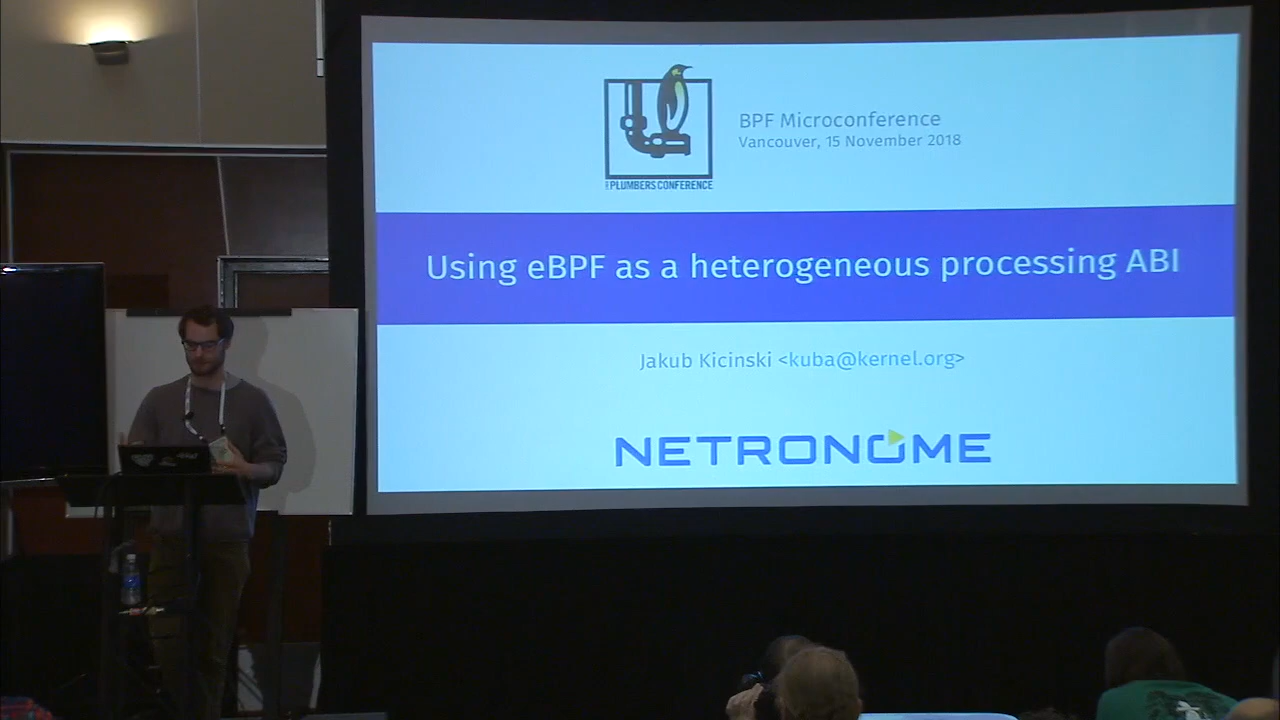 BPF Microconference
Vancouver, 15 November 2018
PLUMBERS CONFERENCE
Using eBPF as a heterogeneous processing ABI
Jakub Kicinski <kuba@kernel.org>
NETRONOME